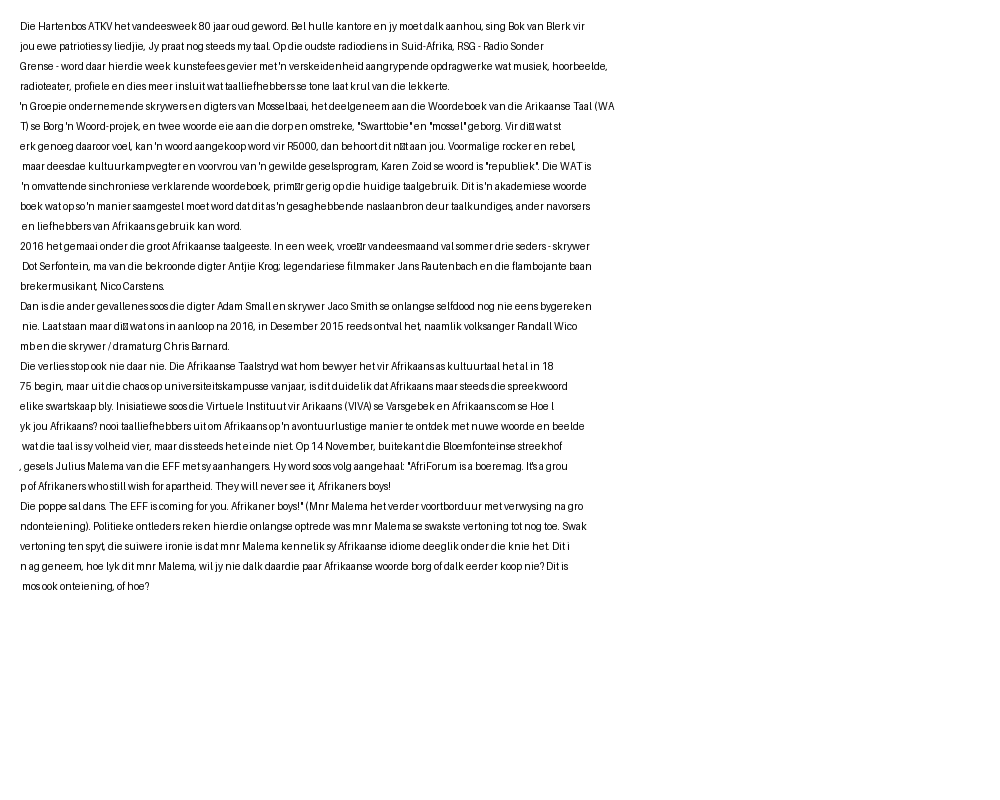 Die Hartenbos ATKV het vandeesweek 80 jaar oud geword. Bel hulle kantore en jy moet dalk aanhou, sing Bok van Blerk vir
jou ewe patrioties sy liedjie, Jy praat nog steeds my taal. Op die oudste radiodiens in Suid-Afrika, RSG - Radio Sonder
Grense - word daar hierdie week kunstefees gevier met 'n verskeidenheid aangrypende opdragwerke wat musiek, hoorbeelde,
radioteater, profiele en dies meer insluit wat taalliefhebbers se tone laat krul van die lekkerte.
'n Groepie ondernemende skrywers en digters van Mosselbaai, het deelgeneem aan die Woordeboek van die Arikaanse Taal (WA
T) se Borg 'n Woord-projek, en twee woorde eie aan die dorp en omstreke, "Swarttobie" en "mossel" geborg. Vir di□ wat st
erk genoeg daaroor voel, kan 'n woord aangekoop word vir R5000, dan behoort dit n□t aan jou. Voormalige rocker en rebel,
maar deesdae kultuurkampvegter en voorvrou van 'n gewilde geselsprogram, Karen Zoid se woord is "republiek". Die WAT is
'n omvattende sinchroniese verklarende woordeboek, prim□r gerig op die huidige taalgebruik. Dit is 'n akademiese woorde
boek wat op so 'n manier saamgestel moet word dat dit as 'n gesaghebbende naslaanbron deur taalkundiges, ander navorsers
en liefhebbers van Afrikaans gebruik kan word.
2016 het gemaai onder die groot Afrikaanse taalgeeste. In een week, vroe□r vandeesmaand val sommer drie seders - skrywer
Dot Serfontein, ma van die bekroonde digter Antjie Krog; legendariese filmmaker Jans Rautenbach en die flambojante baan
brekermusikant, Nico Carstens.
Dan is die ander gevallenes soos die digter Adam Small en skrywer Jaco Smith se onlangse selfdood nog nie eens bygereken
nie. Laat staan maar di□ wat ons in aanloop na 2016, in Desember 2015 reeds ontval het, naamlik volksanger Randall Wico
mb en die skrywer / dramaturg Chris Barnard.
Die verlies stop ook nie daar nie. Die Afrikaanse Taalstryd wat hom bewyer het vir Afrikaans as kultuurtaal het al in 18
75 begin, maar uit die chaos op universiteitskampusse vanjaar, is dit duidelik dat Afrikaans maar steeds die spreekwoord
elike swartskaap bly. Inisiatiewe soos die Virtuele Instituut vir Arikaans (VIVA) se Varsgebek en Afrikaans.com se Hoe l
yk jou Afrikaans? nooi taalliefhebbers uit om Afrikaans op 'n avontuurlustige manier te ontdek met nuwe woorde en beelde
wat die taal is sy volheid vier, maar dis steeds het einde niet. Op 14 November, buitekant die Bloemfonteinse streekhof
, gesels Julius Malema van die EFF met sy aanhangers. Hy word soos volg aangehaal: "AfriForum is a boeremag. It's a grou
p of Afrikaners who still wish for apartheid. They will never see it, Afrikaners boys!
Die poppe sal dans. The EFF is coming for you. Afrikaner boys!" (Mnr Malema het verder voortborduur met verwysing na gro
ndonteiening). Politieke ontleders reken hierdie onlangse optrede was mnr Malema se swakste vertoning tot nog toe. Swak
vertoning ten spyt, die suiwere ironie is dat mnr Malema kennelik sy Afrikaanse idiome deeglik onder die knie het. Dit i
n ag geneem, hoe lyk dit mnr Malema, wil jy nie dalk daardie paar Afrikaanse woorde borg of dalk eerder koop nie? Dit is
mos ook onteiening, of hoe?